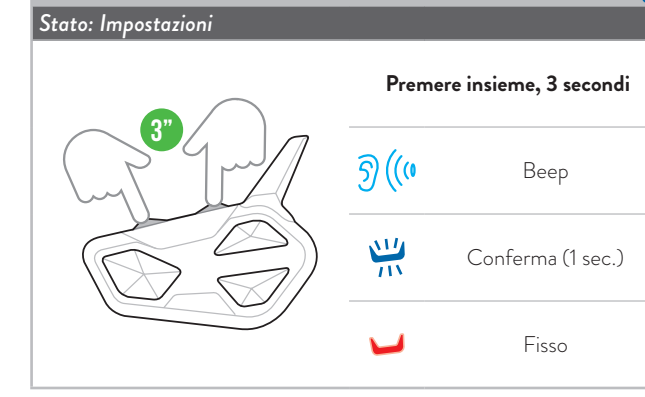 Stato: Impostazioni
Premere insieme, 3 secondi
3”
Beep
Conferma (1 sec.)
Fisso